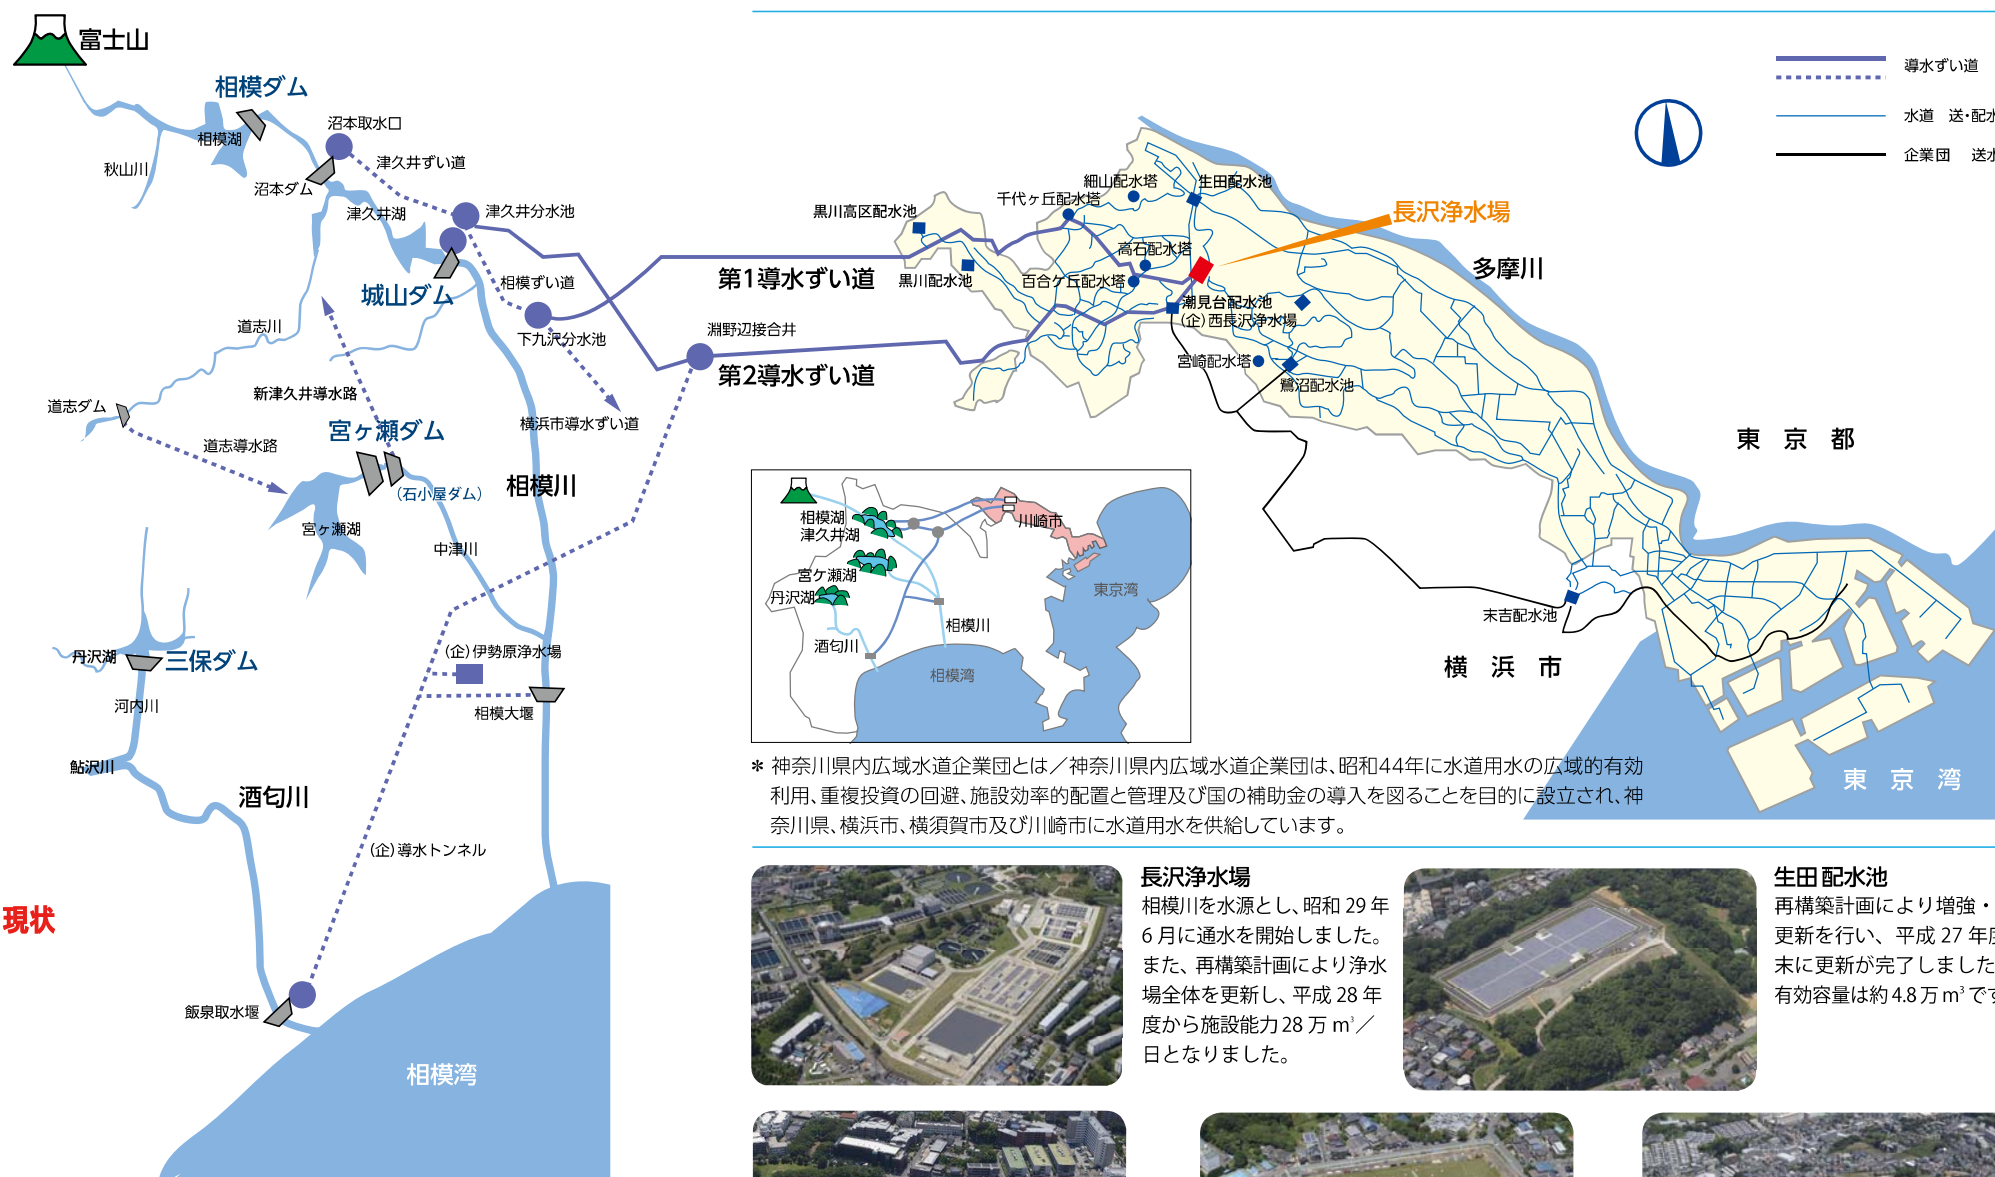 富士山
相模ダム
相模湖
秋山川
沼本取水口
沼本ダム
津久井ずい道
津久井湖
津久井分水池
城山ダム
相模ずい道
下九沢分水池
道志川
新津久井導水路
道志ダム
道志導水路
宮ヶ瀬ダム
(石小屋ダム)
宮ヶ瀬湖
相模川
中津川
横浜市導水ずい道
淵野辺接合井
第1導水ずい道
第2導水ずい道
丹沢湖
三保ダム
河内川
鮎沢川
酒匂川
(企)伊勢原浄水場
相模大堰
(企)導水トンネル
現状
飯泉取水堰
相模湾
導水ずい道
水道 送・配水
企業団 送水
黒川高区配水池
黒川配水池
千代ヶ丘配水塔
細山配水塔
生田配水池
高石配水塔
百合ケ丘配水塔
長沢浄水場
多摩川
潮見台配水池
(企)西長沢浄水場
宮崎配水塔
鷺沼配水池
東京都
末吉配水池
横浜市
東京湾
相模湖
津久井湖
宮ケ瀬湖
丹沢湖
酒匂川
相模川
相模湾
川崎市
東京湾
＊ 神奈川県内広域水道企業団とは／神奈川県内広域水道企業団は、昭和44年に水道用水の広域的有効
利用、重複投資の回避、施設効率的配置と管理及び国の補助金の導入を図ることを目的に設立され、神
奈川県、横浜市、横須賀市及び川崎市に水道用水を供給しています。
長沢浄水場
相模川を水源とし、昭和 29 年
6 月に通水を開始しました。
また、再構築計画により浄水
場全体を更新し、平成 28 年
度から施設能力 28 万 m³／
日となりました。
生田配水池
再構築計画により増強・
更新を行い、平成 27 年度
末に更新が完了しました
有効容量は約 4.8 万 m³ です